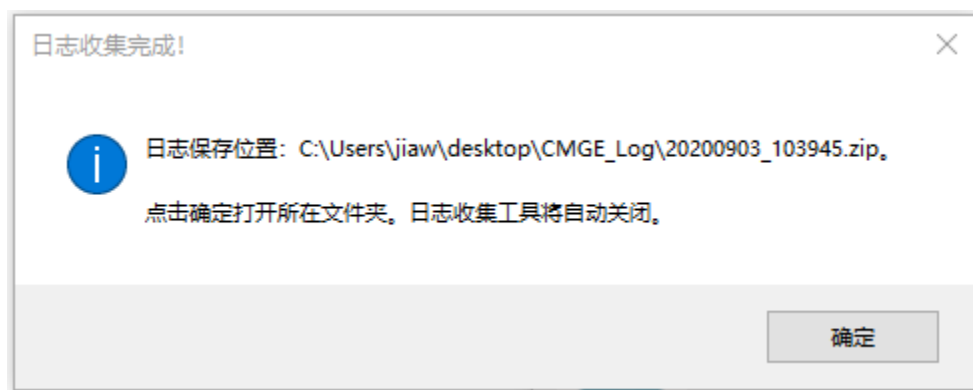 日志收集完成!
日志保存位置：C:\Users\jiaw\desktop\CMGE_Log\20200903_103945.zip。
点击确定打开所在文件夹。日志收集工具将自动关闭。
确定